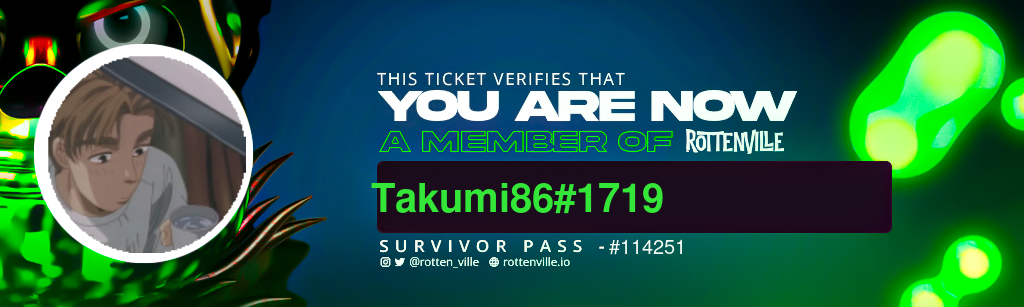 THIS TICKET VERIFIES THAT
YOU ARE NOW
A MEMBER OF ROTTENVILLE
Takumi86#1719
SURVIVOR PASS - #114251
@rotten_ville rottenville.io